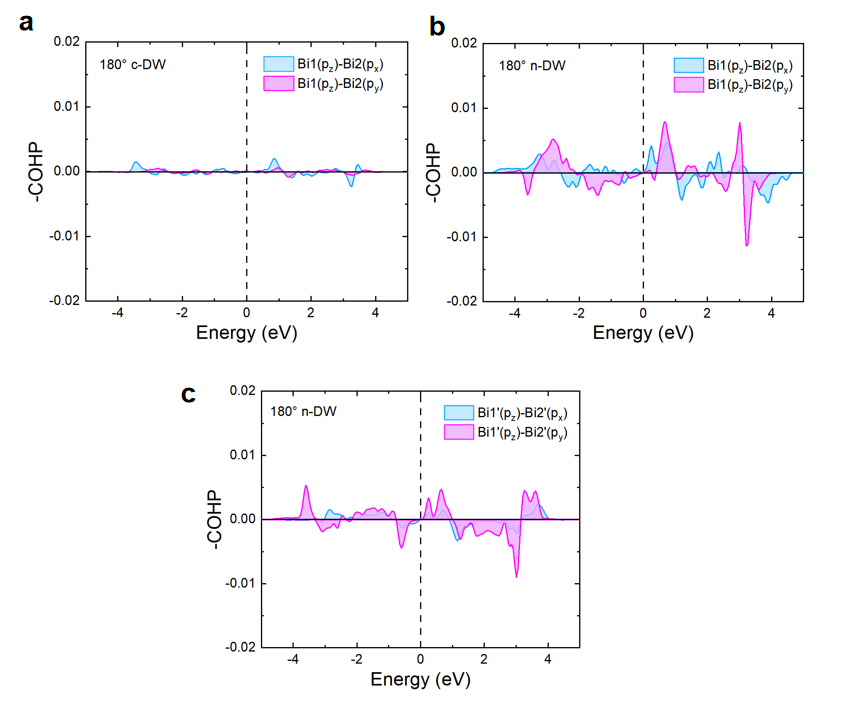 a
0.02
0.01
0.00
-0.01
-0.02
-COHP
180° c-DW
Bi1(pz)-Bi2(px)
Bi1(pz)-Bi2(py)
-4 -2 0 2 4
Energy (eV)
b
0.02
0.01
0.00
-0.01
-0.02
-COHP
180° n-DW
Bi1(pz)-Bi2(px)
Bi1(pz)-Bi2(py)
-4 -2 0 2 4
Energy (eV)
c
0.02
0.01
0.00
-0.01
-0.02
-COHP
180° n-DW
Bi1'(pz)-Bi2'(px)
Bi1'(pz)-Bi2'(py)
-4 -2 0 2 4
Energy (eV)